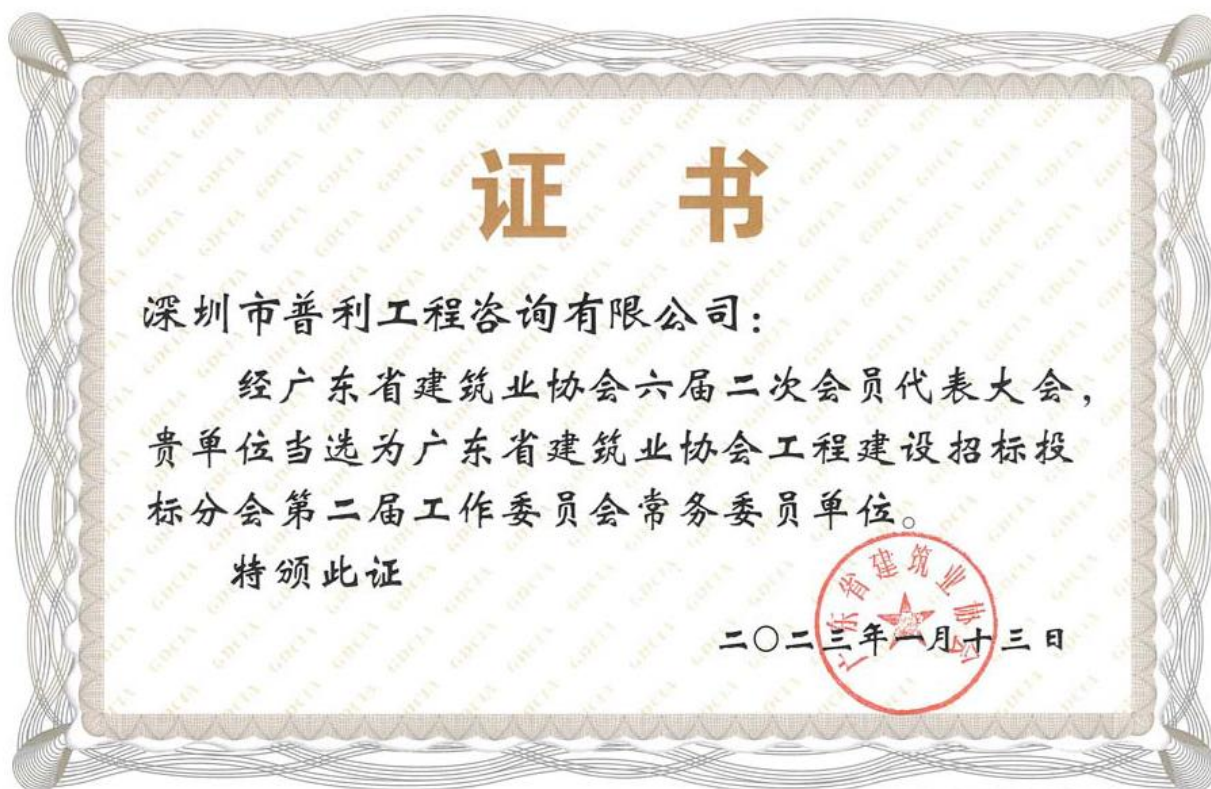 证 书
深圳市普利工程咨询有限公司：
经广东省建筑业协会六届二次会员代表大会，
贵单位当选为广东省建筑业协会工程建设招标投
标分会第二届工作委员会常务委员单位。
特颁此证
广东省建筑业协会
二〇二三年一月十三日